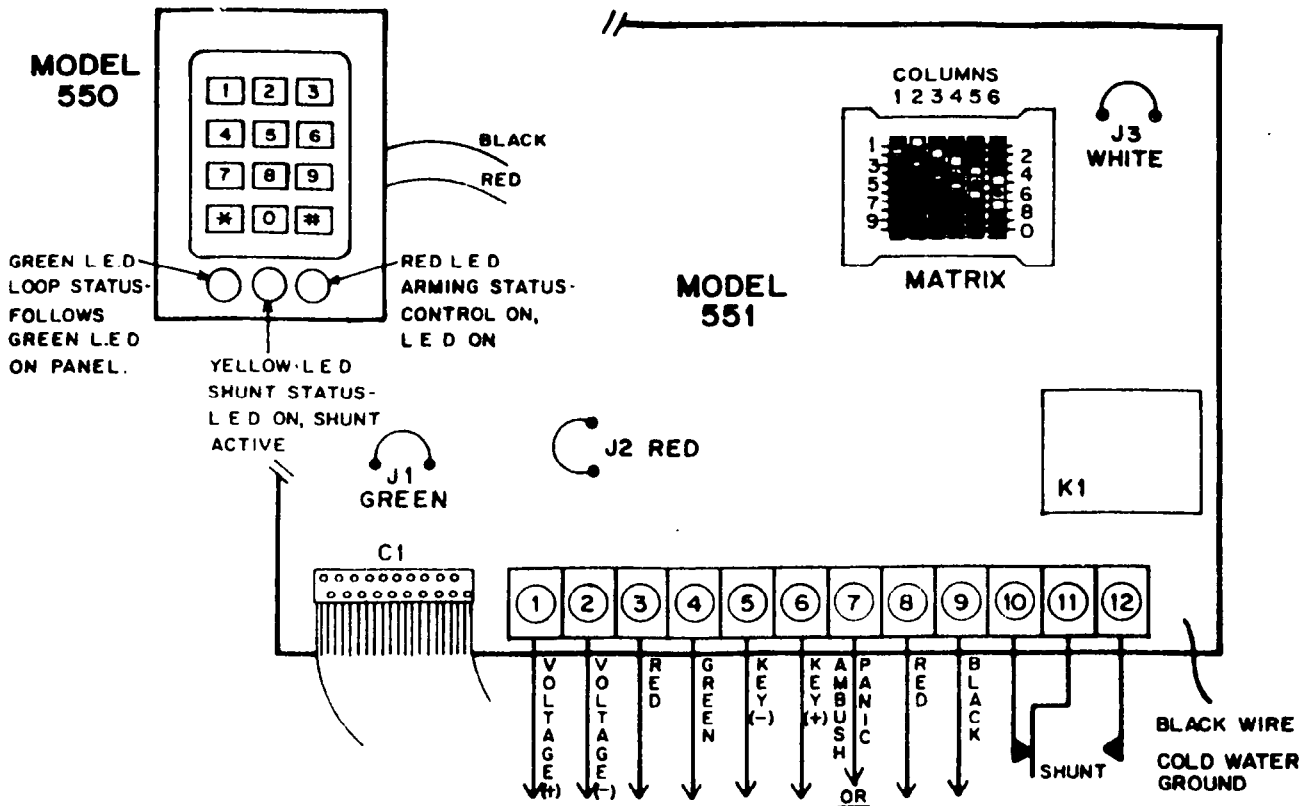 MODEL
550
1 2 3
4 5 6
7 8 9
* 0 #
BLACK
RED
GREEN L.E.D
LOOP STATUS-
FOLLOWS
GREEN L.E.D
ON PANEL.
YELLOW L E D
SHUNT STATUS-
L E D ON, SHUNT
ACTIVE
RED L E D
ARMING STATUS-
CONTROL ON,
L E D ON
COLUMNS
1 2 3 4 5 6
1
3
5
7
9
2
4
6
8
0
MATRIX
J3
WHITE
MODEL
551
J1
GREEN
J2 RED
K1
C1
1 2 3 4 5 6 7 8 9 10 11 12
VOLTAGE (+)
VOLTAGE (-)
RED
GREEN
KEY (-)
KEY (+)
AMBUSH
OR
PANIC
RED
BLACK
SHUNT
BLACK WIRE
COLD WATER
GROUND